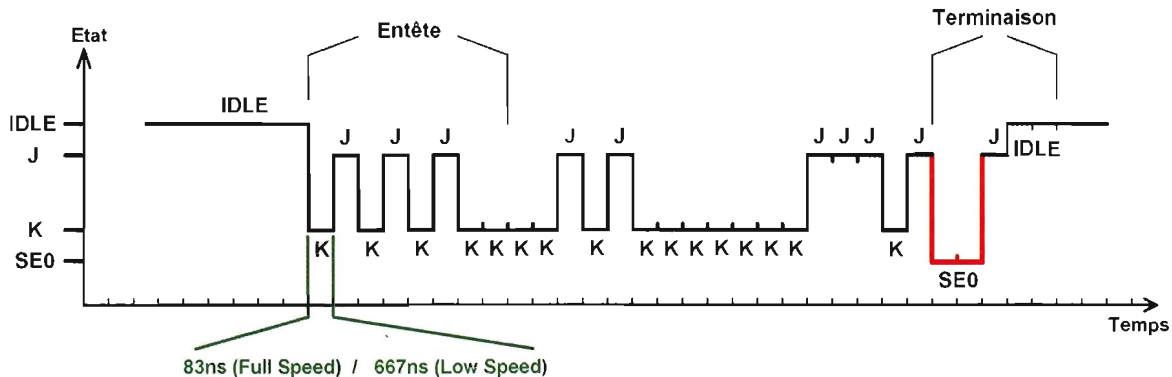 Terminaison
Entête
Etat
IDLE
IDLE
J J J J J J J J J J
IDLE
J
K
K K K K K K K K K K K K K K K K
SE0
SE0
Temps
83ns (Full Speed) / 667ns (Low Speed)